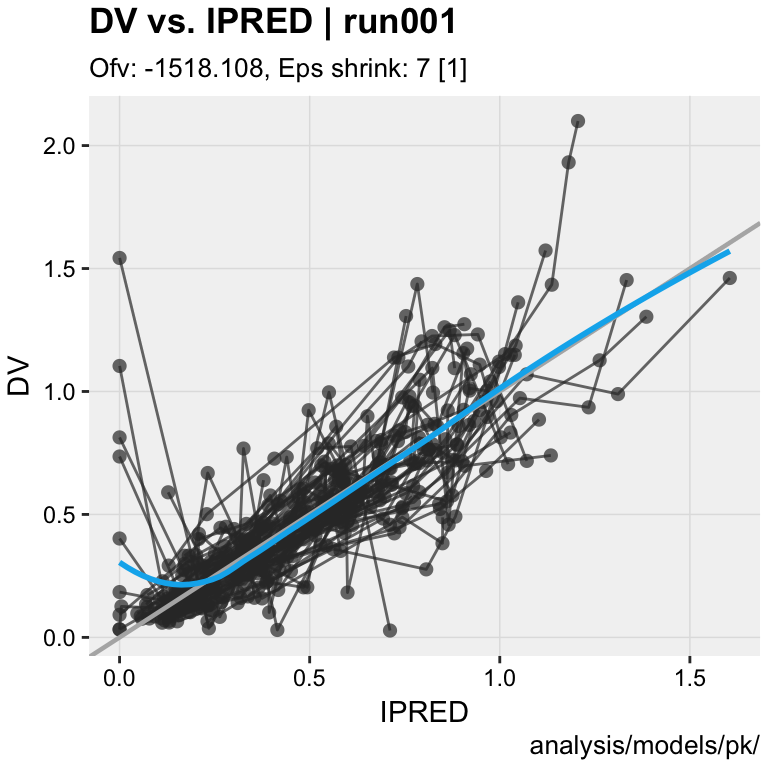 DV vs. IPRED | run001
Ofv: -1518.108, Eps shrink: 7 [1]
2.0
1.5
1.0
0.5
0.0
DV
0.0 0.5 1.0 1.5
IPRED
analysis/models/pk/